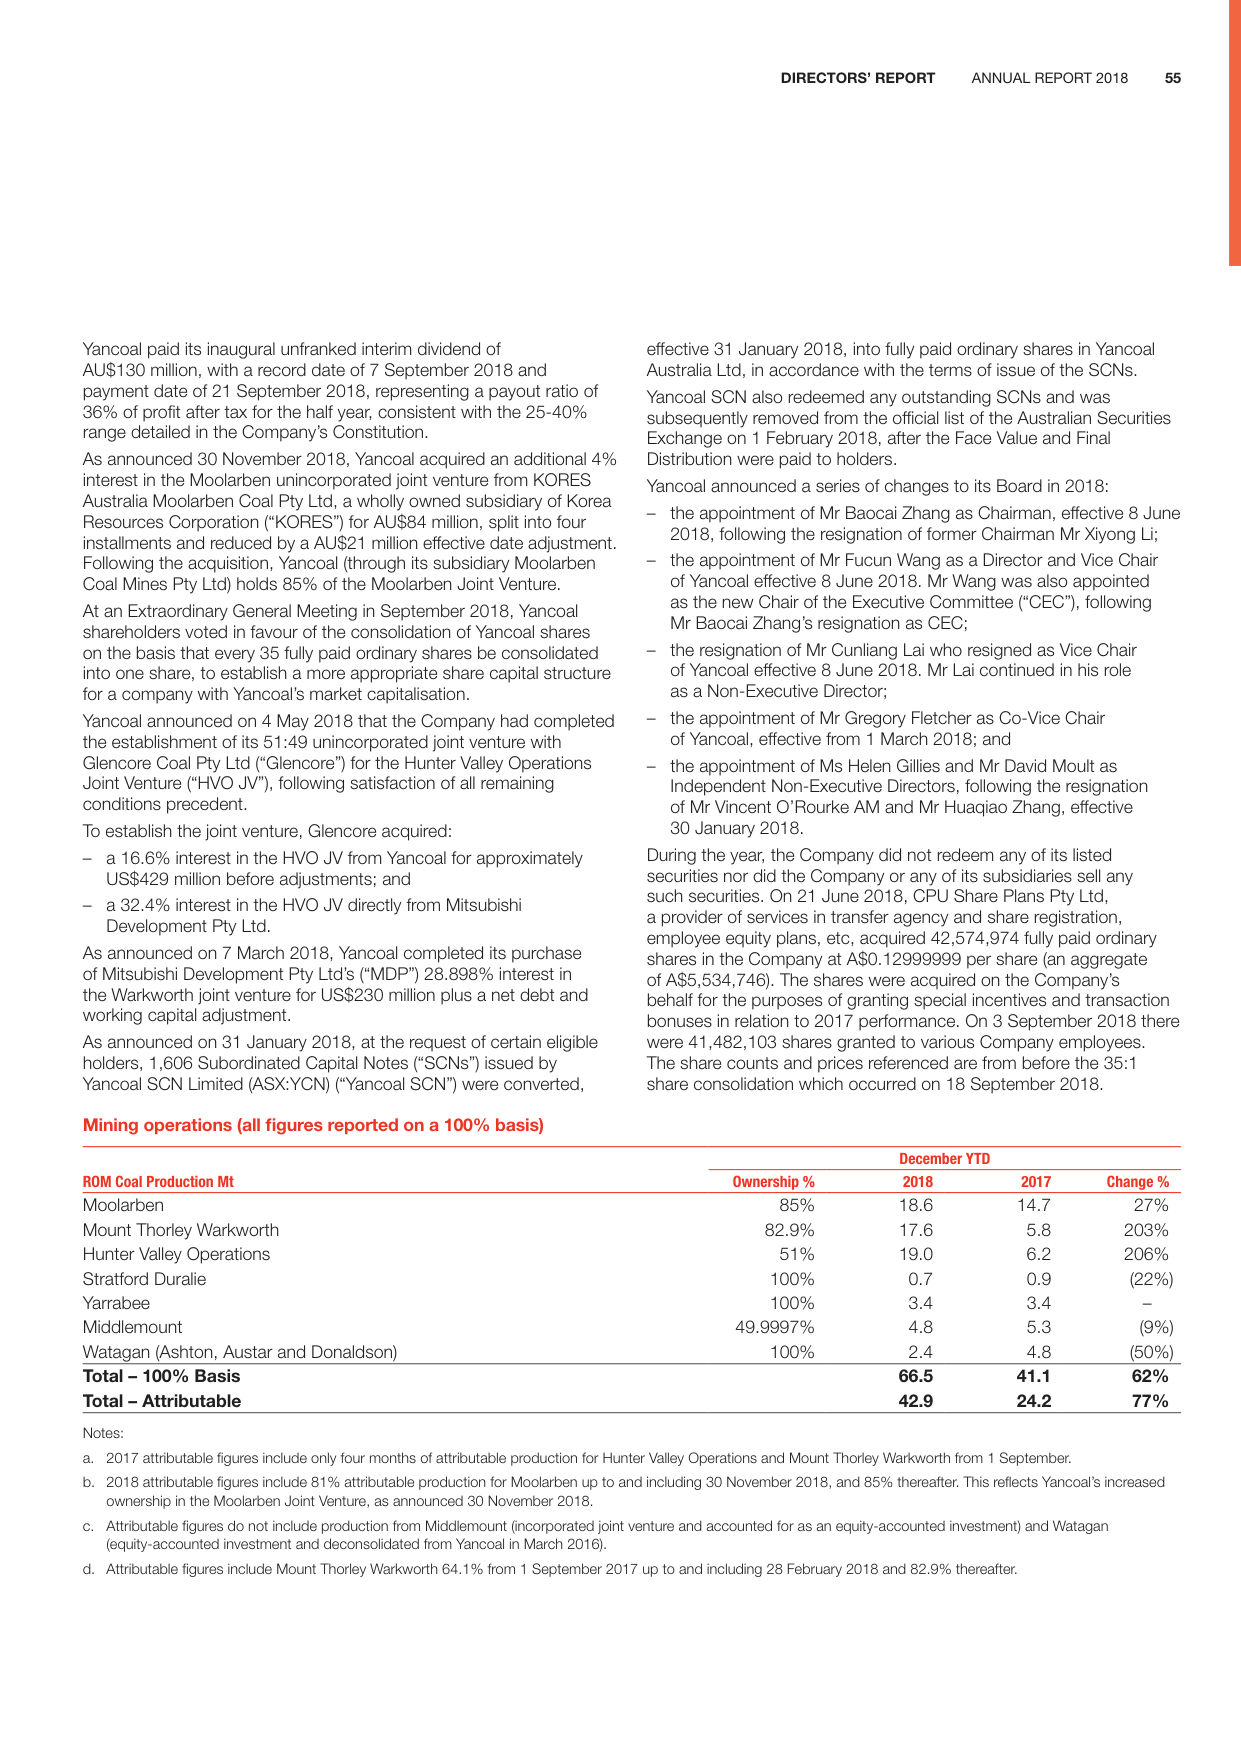 DIRECTORS’ REPORT ANNUAL REPORT 2018 55
Yancoal paid its inaugural unfranked interim dividend of
AU$130 million, with a record date of 7 September 2018 and
payment date of 21 September 2018, representing a payout ratio of
36% of profit after tax for the half year, consistent with the 25-40%
range detailed in the Company’s Constitution.
As announced 30 November 2018, Yancoal acquired an additional 4%
interest in the Moolarben unincorporated joint venture from KORES
Australia Moolarben Coal Pty Ltd, a wholly owned subsidiary of Korea
Resources Corporation (“KORES”) for AU$84 million, split into four
installments and reduced by a AU$21 million effective date adjustment.
Following the acquisition, Yancoal (through its subsidiary Moolarben
Coal Mines Pty Ltd) holds 85% of the Moolarben Joint Venture.
At an Extraordinary General Meeting in September 2018, Yancoal
shareholders voted in favour of the consolidation of Yancoal shares
on the basis that every 35 fully paid ordinary shares be consolidated
into one share, to establish a more appropriate share capital structure
for a company with Yancoal’s market capitalisation.
Yancoal announced on 4 May 2018 that the Company had completed
the establishment of its 51:49 unincorporated joint venture with
Glencore Coal Pty Ltd (“Glencore”) for the Hunter Valley Operations
Joint Venture (“HVO JV”), following satisfaction of all remaining
conditions precedent.
To establish the joint venture, Glencore acquired:
– a 16.6% interest in the HVO JV from Yancoal for approximately
US$429 million before adjustments; and
– a 32.4% interest in the HVO JV directly from Mitsubishi
Development Pty Ltd.
As announced on 7 March 2018, Yancoal completed its purchase
of Mitsubishi Development Pty Ltd’s (“MDP”) 28.898% interest in
the Warkworth joint venture for US$230 million plus a net debt and
working capital adjustment.
As announced on 31 January 2018, at the request of certain eligible
holders, 1,606 Subordinated Capital Notes (“SCNs”) issued by
Yancoal SCN Limited (ASX:YCN) (“Yancoal SCN”) were converted,
effective 31 January 2018, into fully paid ordinary shares in Yancoal
Australia Ltd, in accordance with the terms of issue of the SCNs.
Yancoal SCN also redeemed any outstanding SCNs and was
subsequently removed from the official list of the Australian Securities
Exchange on 1 February 2018, after the Face Value and Final
Distribution were paid to holders.
Yancoal announced a series of changes to its Board in 2018:
– the appointment of Mr Baocai Zhang as Chairman, effective 8 June
2018, following the resignation of former Chairman Mr Xiyong Li;
– the appointment of Mr Fucun Wang as a Director and Vice Chair
of Yancoal effective 8 June 2018. Mr Wang was also appointed
as the new Chair of the Executive Committee (“CEC”), following
Mr Baocai Zhang’s resignation as CEC;
– the resignation of Mr Cunliang Lai who resigned as Vice Chair
of Yancoal effective 8 June 2018. Mr Lai continued in his role
as a Non-Executive Director;
– the appointment of Mr Gregory Fletcher as Co-Vice Chair
of Yancoal, effective from 1 March 2018; and
– the appointment of Ms Helen Gillies and Mr David Moult as
Independent Non-Executive Directors, following the resignation
of Mr Vincent O’Rourke AM and Mr Huaqiao Zhang, effective
30 January 2018.
During the year, the Company did not redeem any of its listed
securities nor did the Company or any of its subsidiaries sell any
such securities. On 21 June 2018, CPU Share Plans Pty Ltd,
a provider of services in transfer agency and share registration,
employee equity plans, etc, acquired 42,574,974 fully paid ordinary
shares in the Company at A$0.12999999 per share (an aggregate
of A$5,534,746). The shares were acquired on the Company’s
behalf for the purposes of granting special incentives and transaction
bonuses in relation to 2017 performance. On 3 September 2018 there
were 41,482,103 shares granted to various Company employees.
The share counts and prices referenced are from before the 35:1
share consolidation which occurred on 18 September 2018.
Mining operations (all figures reported on a 100% basis)
December YTD
ROM Coal Production Mt Ownership % 2018 2017 Change %
Moolarben 85% 18.6 14.7 27%
Mount Thorley Warkworth 82.9% 17.6 5.8 203%
Hunter Valley Operations 51% 19.0 6.2 206%
Stratford Duralie 100% 0.7 0.9 (22%)
Yarrabee 100% 3.4 3.4 –
Middlemount 49.9997% 4.8 5.3 (9%)
Watagan (Ashton, Austar and Donaldson) 100% 2.4 4.8 (50%)
Total – 100% Basis 66.5 41.1 62%
Total – Attributable 42.9 24.2 77%
Notes:
a. 2017 attributable figures include only four months of attributable production for Hunter Valley Operations and Mount Thorley Warkworth from 1 September.
b. 2018 attributable figures include 81% attributable production for Moolarben up to and including 30 November 2018, and 85% thereafter. This reflects Yancoal’s increased
ownership in the Moolarben Joint Venture, as announced 30 November 2018.
c. Attributable figures do not include production from Middlemount (incorporated joint venture and accounted for as an equity-accounted investment) and Watagan
(equity-accounted investment and deconsolidated from Yancoal in March 2016).
d. Attributable figures include Mount Thorley Warkworth 64.1% from 1 September 2017 up to and including 28 February 2018 and 82.9% thereafter.